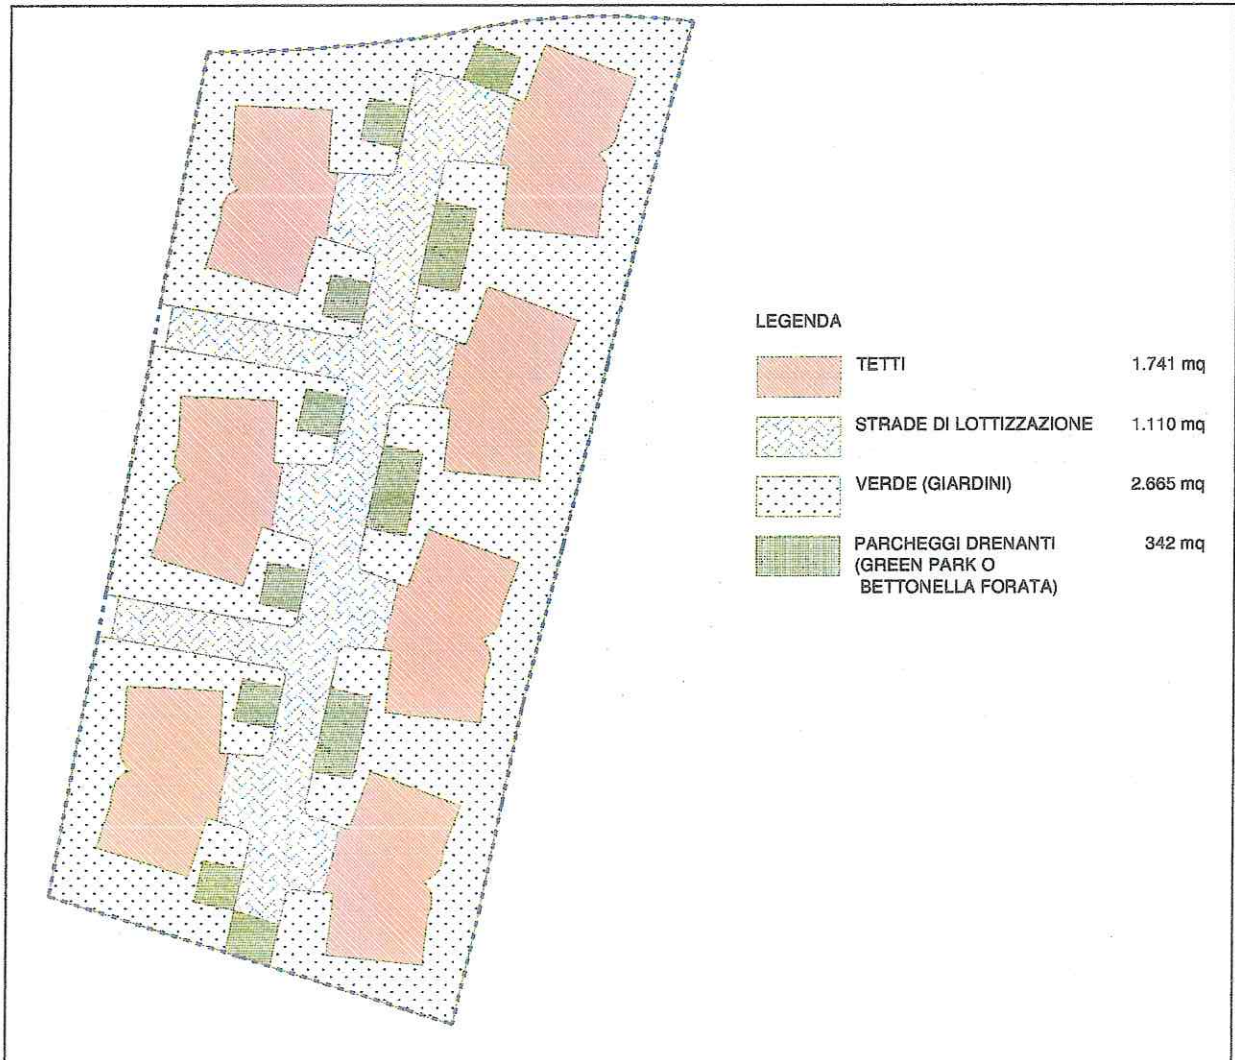 LEGENDA
TETTI 1.741 mq
STRADE DI LOTTIZZAZIONE 1.110 mq
VERDE (GIARDINI) 2.665 mq
PARCHEGGI DRENANTI 342 mq
(GREEN PARK O
BETTONELLA FORATA)